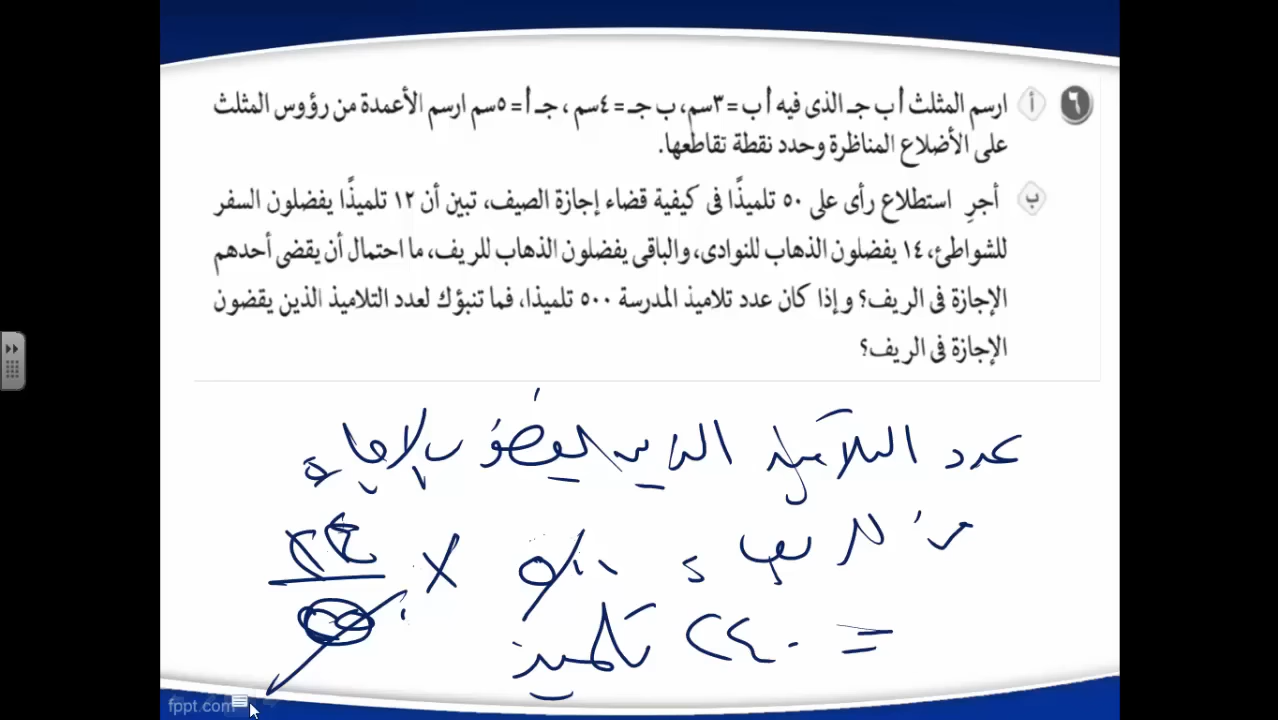 ٦ أ ارسم المثلث أ ب جـ الذى فيه أ ب = ٣سم، ب جـ = ٤سم ، جـ أ = ٥سم ارسم الأعمدة من رؤوس المثلث
على الأضلاع المناظرة وحدد نقطة تقاطعها.
ب أجرِ استطلاع رأى على ٥٠ تلميذًا فى كيفية قضاء إجازة الصيف، تبين أن ١٢ تلميذًا يفضلون السفر
للشواطئ، ١٤ يفضلون الذهاب للنوادى، والباقى يفضلون الذهاب للريف، ما احتمال أن يقضى أحدهم
الإجازة فى الريف؟ وإذا كان عدد تلاميذ المدرسة ٥٠٠ تلميذا، فما تنبؤك لعدد التلاميذ الذين يقضون
الإجازة فى الريف؟
عدد التلاميذ الذين يقضون الإجازة
فى الريف = ٥٠٠ × ٢٤
= ٢٤٠ تلميذ
fppt.com